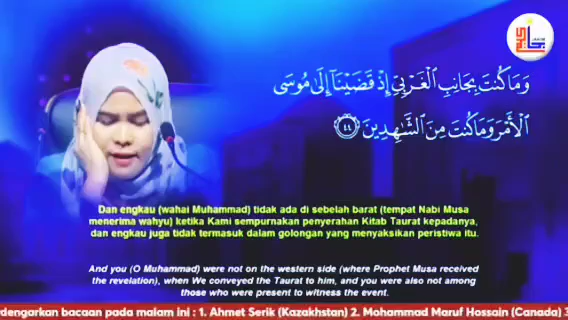 وَمَا كُنتَ بِجَانِبِ الْغَرْبِيِّ إِذْ قَضَيْنَا إِلَىٰ مُوسَى
الْأَمْرَ وَمَا كُنتَ مِنَ الشَّاهِدِينَ ٤٤
Dan engkau (wahai Muhammad) tidak ada di sebelah barat (tempat Nabi Musa
menerima wahyu) ketika Kami sempurnakan penyerahan Kitab Taurat kepadanya,
dan engkau juga tidak termasuk dalam golongan yang menyaksikan peristiwa itu.
And you (O Muhammad) were not on the western side (where Prophet Musa received
the revelation), when We conveyed the Taurat to him, and you were also not among
those who were present to witness the event.
erdengarkan bacaan pada malam ini : 1. Ahmet Serik (Kazakhstan) 2. Mohammad Maruf Hossain (Canada) 3